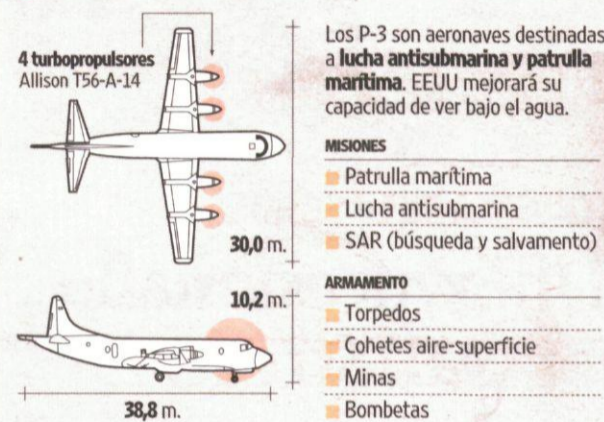 4 turbopropulsores
Allison T56-A-14
30,0 m.
10,2 m.
38,8 m.
Los P-3 son aeronaves destinadas
a lucha antisubmarina y patrulla
marítima. EEUU mejorará su
capacidad de ver bajo el agua.
MISIONES
Patrulla marítima
Lucha antisubmarina
SAR (búsqueda y salvamento)
ARMAMENTO
Torpedos
Cohetes aire-superficie
Minas
Bombetas